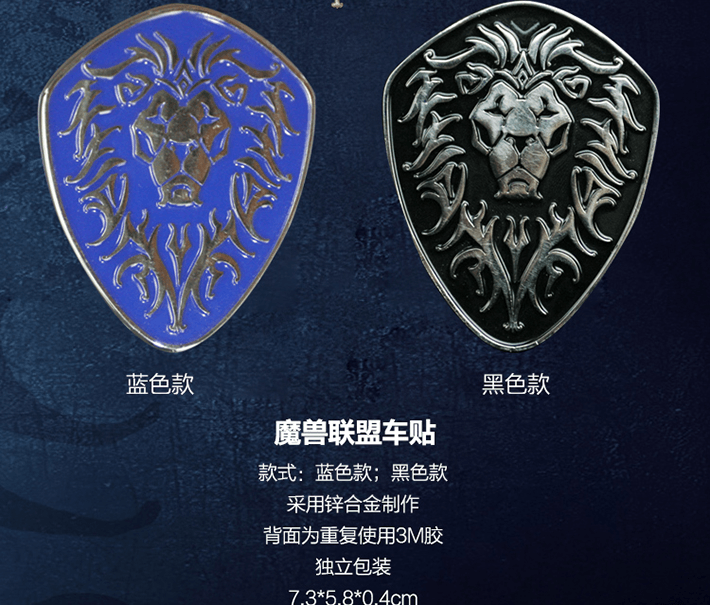 蓝色款
黑色款
魔兽联盟车贴
款式：蓝色款；黑色款
采用锌合金制作
背面为重复使用3M胶
独立包装
7.3*5.8*0.4cm